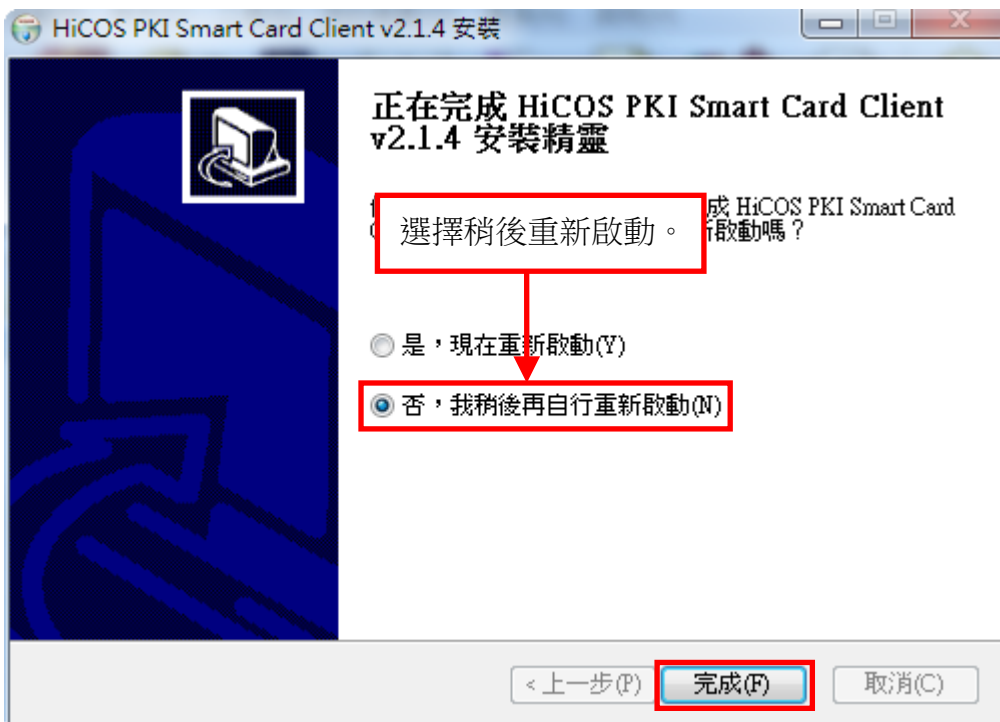 HiCOS PKI Smart Card Client v2.1.4 安裝
正在完成 HiCOS PKI Smart Card Client
v2.1.4 安裝精靈
成 HiCOS PKI Smart Card
新啟動嗎？
選擇稍後重新啟動。
是，現在重新啟動(Y)
否，我稍後再自行重新啟動(N)
<上一步(P)
完成(F)
取消(C)